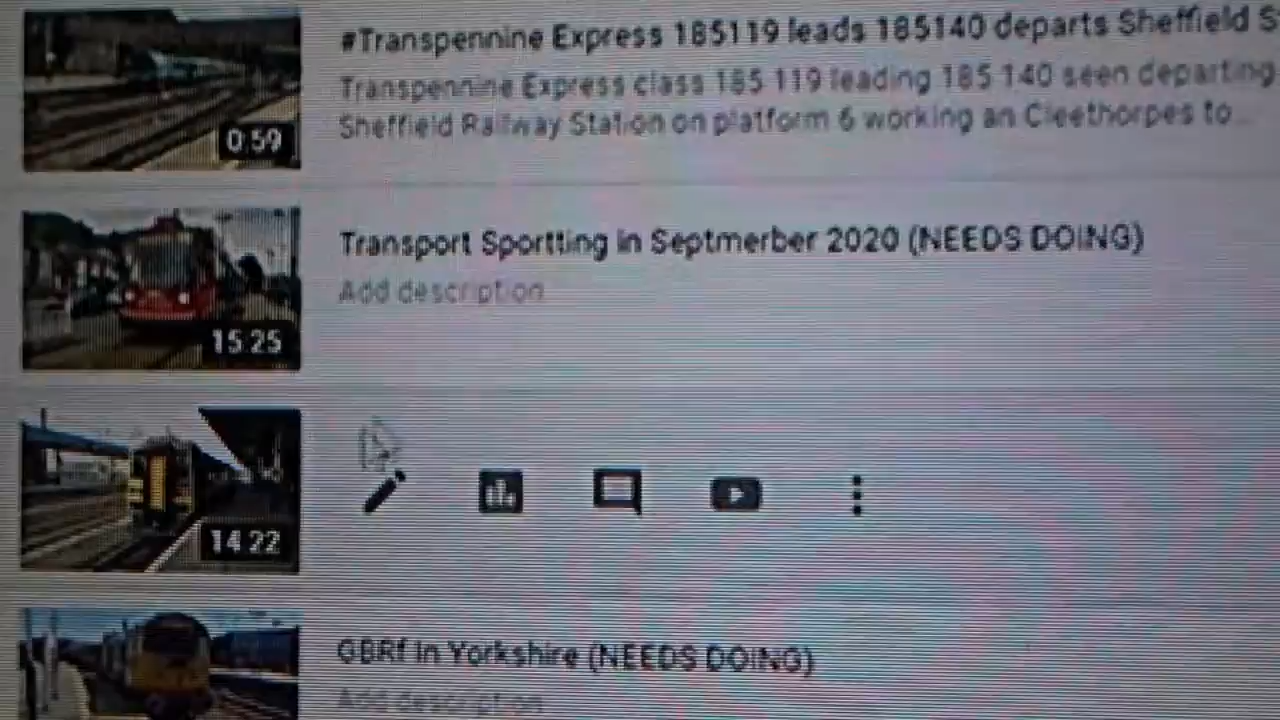 #Transpennine Express 185119 leads 185140 departs Sheffield S
Transpennine Express class 185 119 leading 185 140 seen departing
Sheffield Railway Station on platform 6 working an Cleethorpes to...
0:59
Transport Sportting in Septmerber 2020 (NEEDS DOING)
Add description
15:25
14:22
GBRf in Yorkshire (NEEDS DOING)
Add description